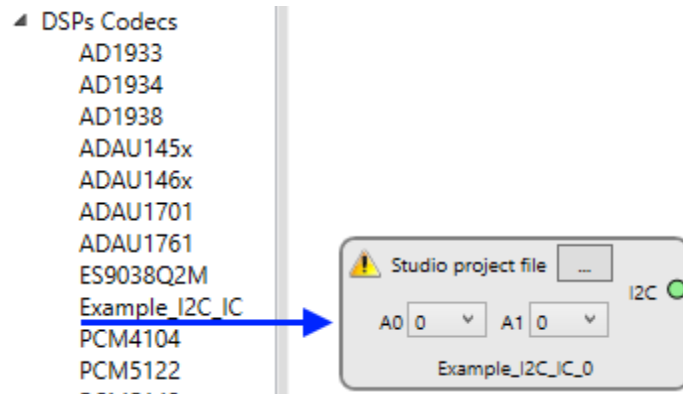 DSPs Codecs
AD1933
AD1934
AD1938
ADAU145x
ADAU146x
ADAU1701
ADAU1761
ES9038Q2M
Example_I2C_IC
PCM4104
PCM5122
Studio project file ...
I2C
A0 0 A1 0
Example_I2C_IC_0